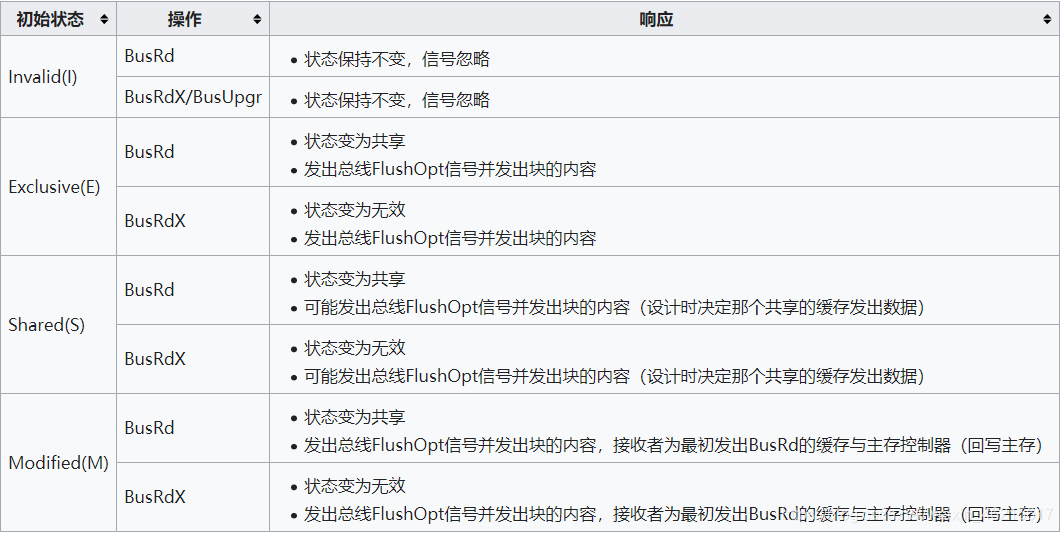 初始状态 操作 响应
Invalid(I)
BusRd
状态保持不变，信号忽略
BusRdX/BusUpgr
状态保持不变，信号忽略
Exclusive(E)
BusRd
状态变为共享
发出总线FlushOpt信号并发出块的内容
BusRdX
状态变为无效
发出总线FlushOpt信号并发出块的内容
Shared(S)
BusRd
状态变为共享
可能发出总线FlushOpt信号并发出块的内容（设计时决定那个共享的缓存发出数据）
BusRdX
状态变为无效
可能发出总线FlushOpt信号并发出块的内容（设计时决定那个共享的缓存发出数据）
Modified(M)
BusRd
状态变为共享
发出总线FlushOpt信号并发出块的内容，接收者为最初发出BusRd的缓存与主存控制器（回写主存）
BusRdX
状态变为无效
发出总线FlushOpt信号并发出块的内容，接收者为最初发出BusRd的缓存与主存控制器（回写主存）